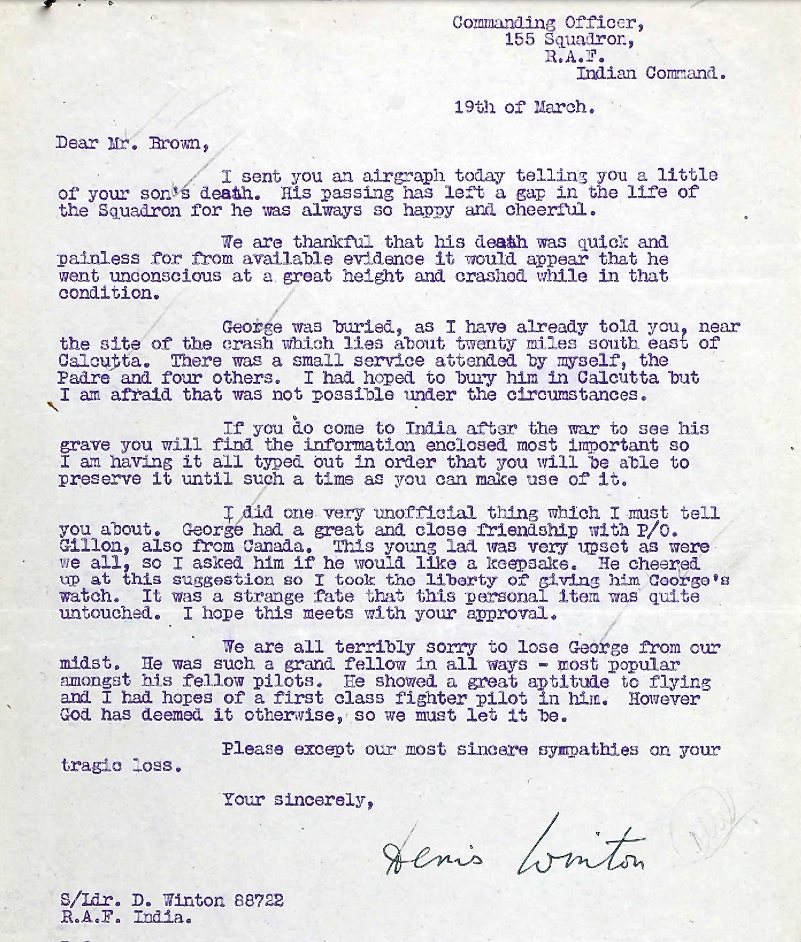 Commanding Officer,
155 Squadron,
R.A.F.
Indian Command.
19th of March.
Dear Mr. Brown,
I sent you an airgraph today telling you a little
of your son's death. His passing has left a gap in the life of
the Squadron for he was always so happy and cheerful.
We are thankful that his death was quick and
painless for from available evidence it would appear that he
went unconscious at a great height and crashed while in that
condition.
George was buried, as I have already told you, near
the site of the crash which lies about twenty miles south east of
Calcutta. There was a small service attended by myself, the
Padre and four others. I had hoped to bury him in Calcutta but
I am afraid that was not possible under the circumstances.
If you do come to India after the war to see his
grave you will find the information enclosed most important so
I am having it all typed out in order that you will be able to
preserve it until such a time as you can make use of it.
I did one very unofficial thing which I must tell
you about. George had a great and close friendship with P/O.
Gillon, also from Canada. This young lad was very upset as were
we all, so I asked him if he would like a keepsake. He cheered
up at this suggestion so I took the liberty of giving him George's
watch. It was a strange fate that this personal item was quite
untouched. I hope this meets with your approval.
We are all terribly sorry to lose George from our
midst. He was such a grand fellow in all ways - most popular
amongst his fellow pilots. He showed a great aptitude to flying
and I had hopes of a first class fighter pilot in him. However
God has deemed it otherwise, so we must let it be.
Please except our most sincere sympathies on your
tragic loss.
Your sincerely,
Denis Winton
S/Ldr. D. Winton 88722
R.A.F. India.